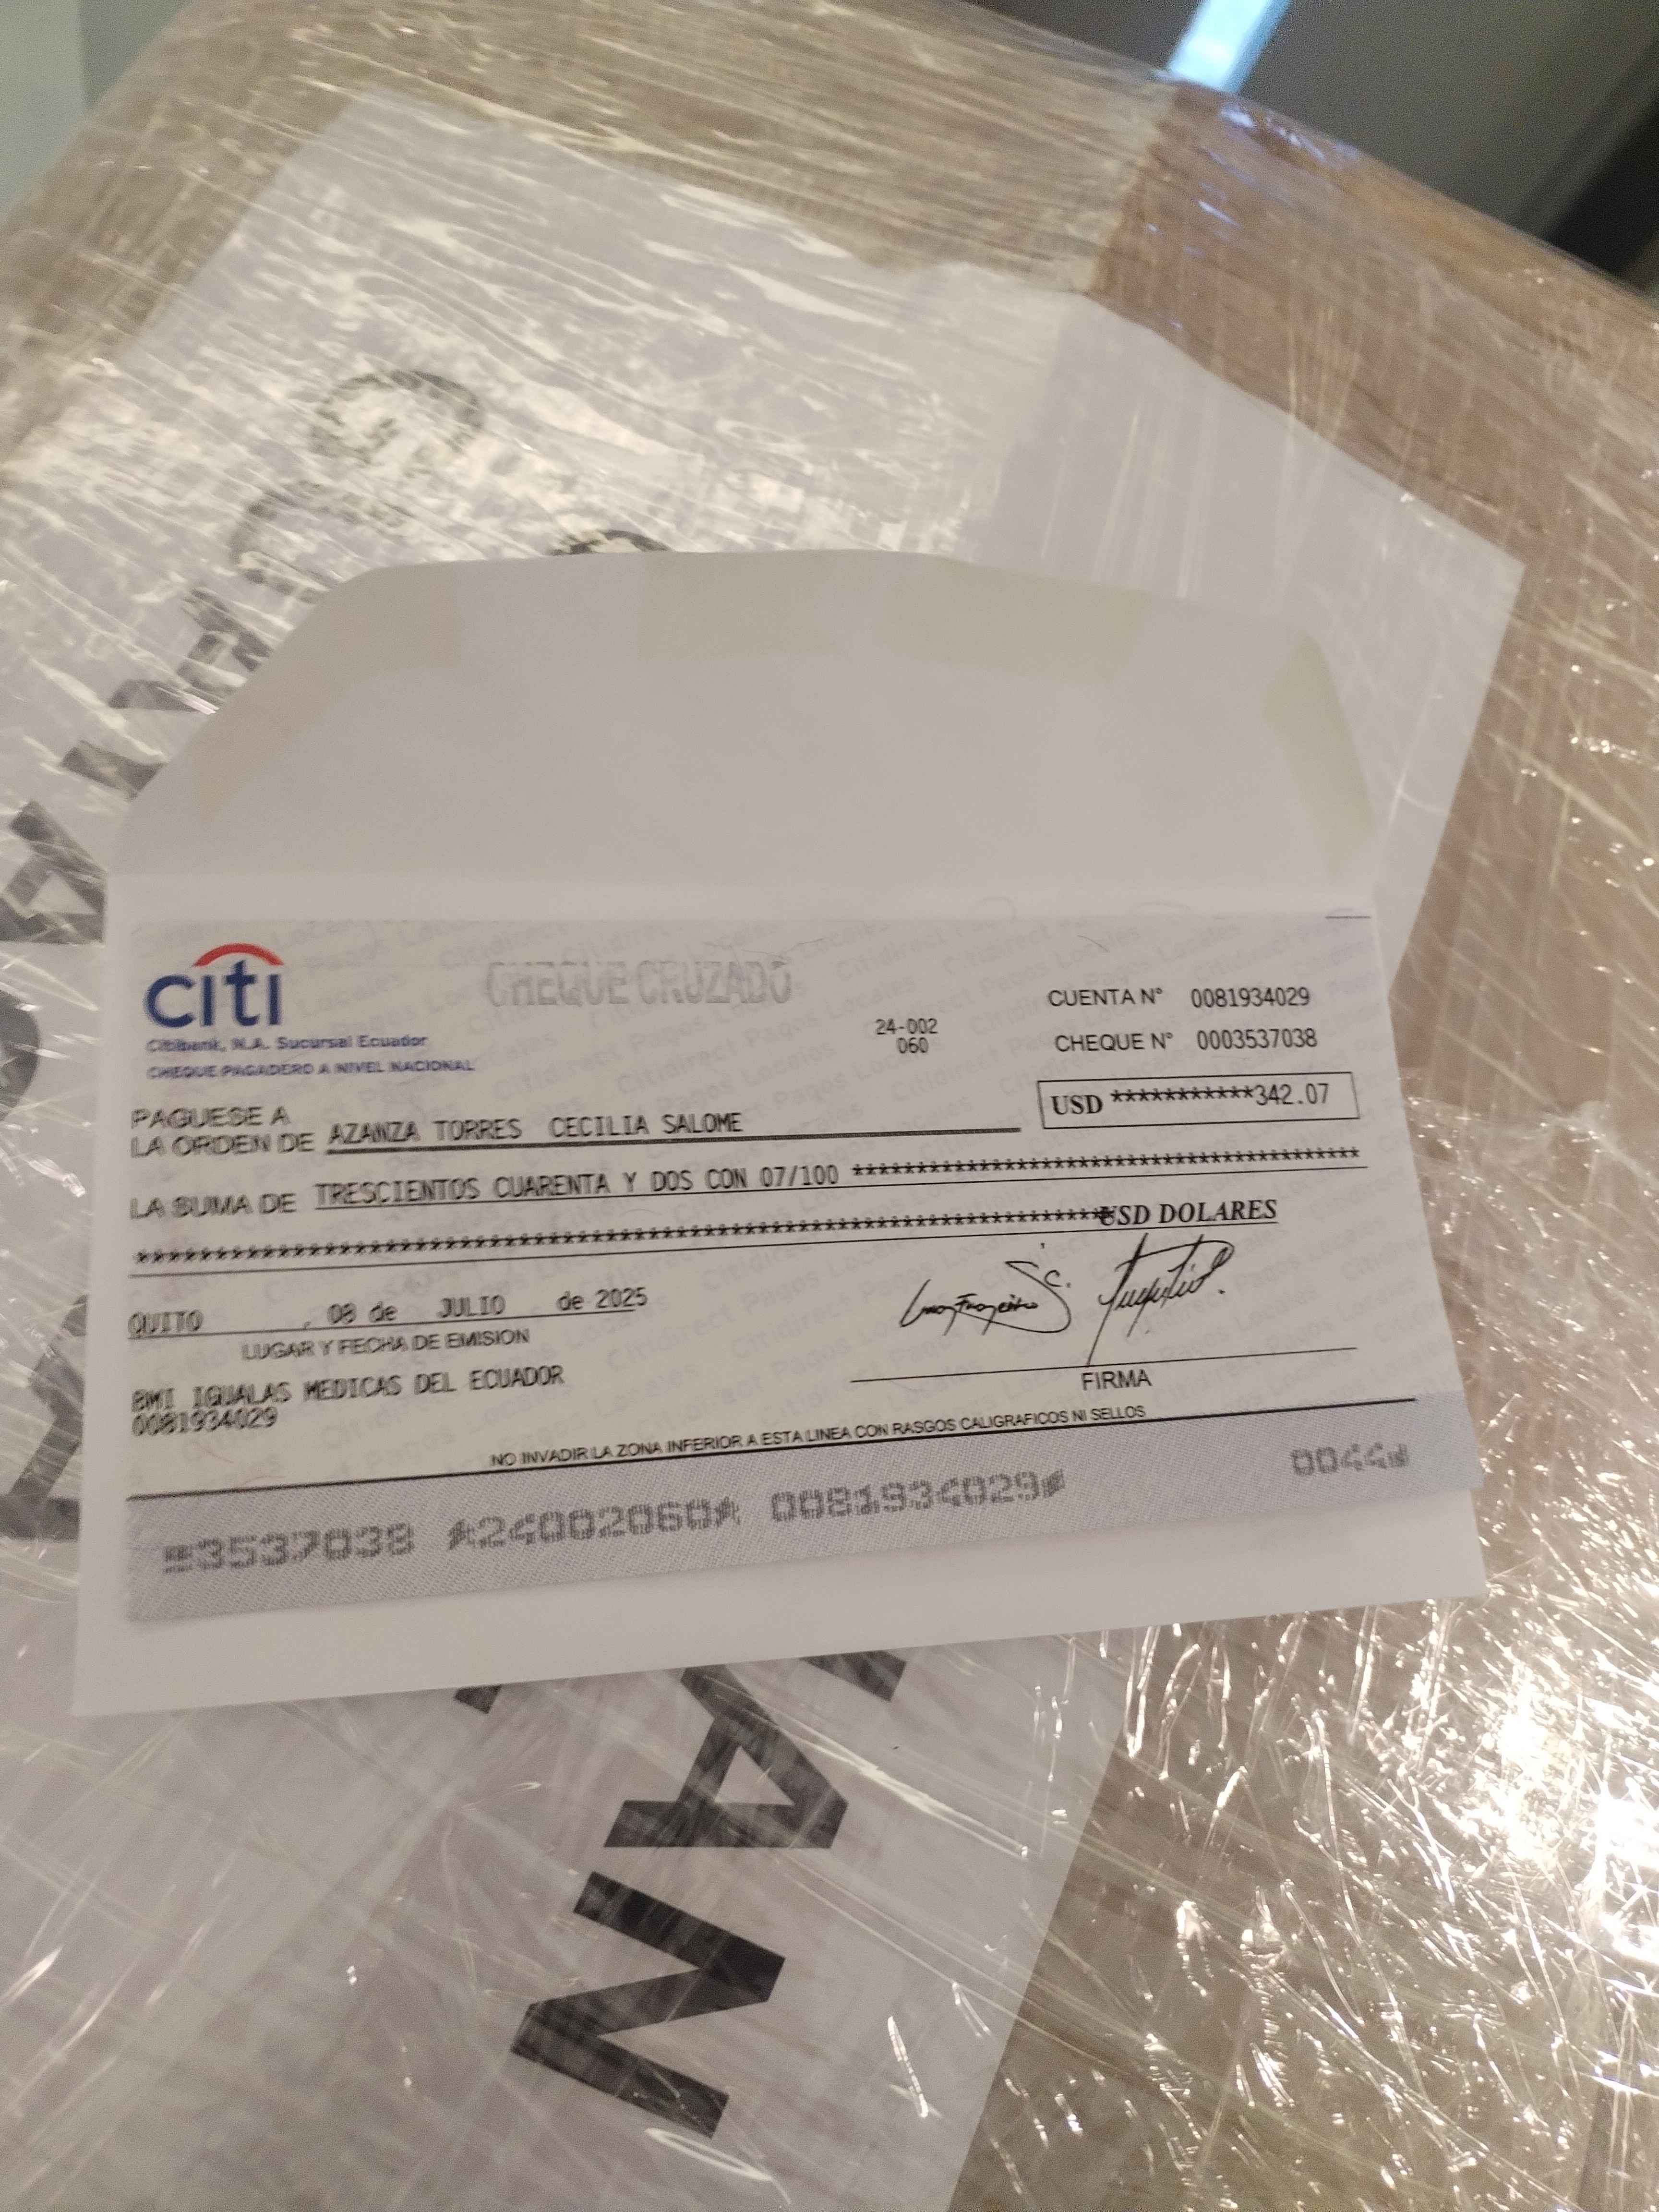 citi
Citibank, N.A. Sucursal Ecuador
CHEQUE PAGADERO A NIVEL NACIONAL
CHEQUE CRUZADO
24-002
060
CUENTA N° 0081934029
CHEQUE N° 0003537038
USD ***********342.07
PAGUESE A
LA ORDEN DE AZANZA TORRES CECILIA SALOME
LA SUMA DE TRESCIENTOS CUARENTA Y DOS CON 07/100 ****************************************
USD DOLARES
QUITO , 08 de JULIO de 2025
LUGAR Y FECHA DE EMISION
BMI IGUALAS MEDICAS DEL ECUADOR
0081934029
FIRMA
NO INVADIR LA ZONA INFERIOR A ESTA LINEA CON RASGOS CALIGRAFICOS NI SELLOS
3537038 24002060 0081934029 0044